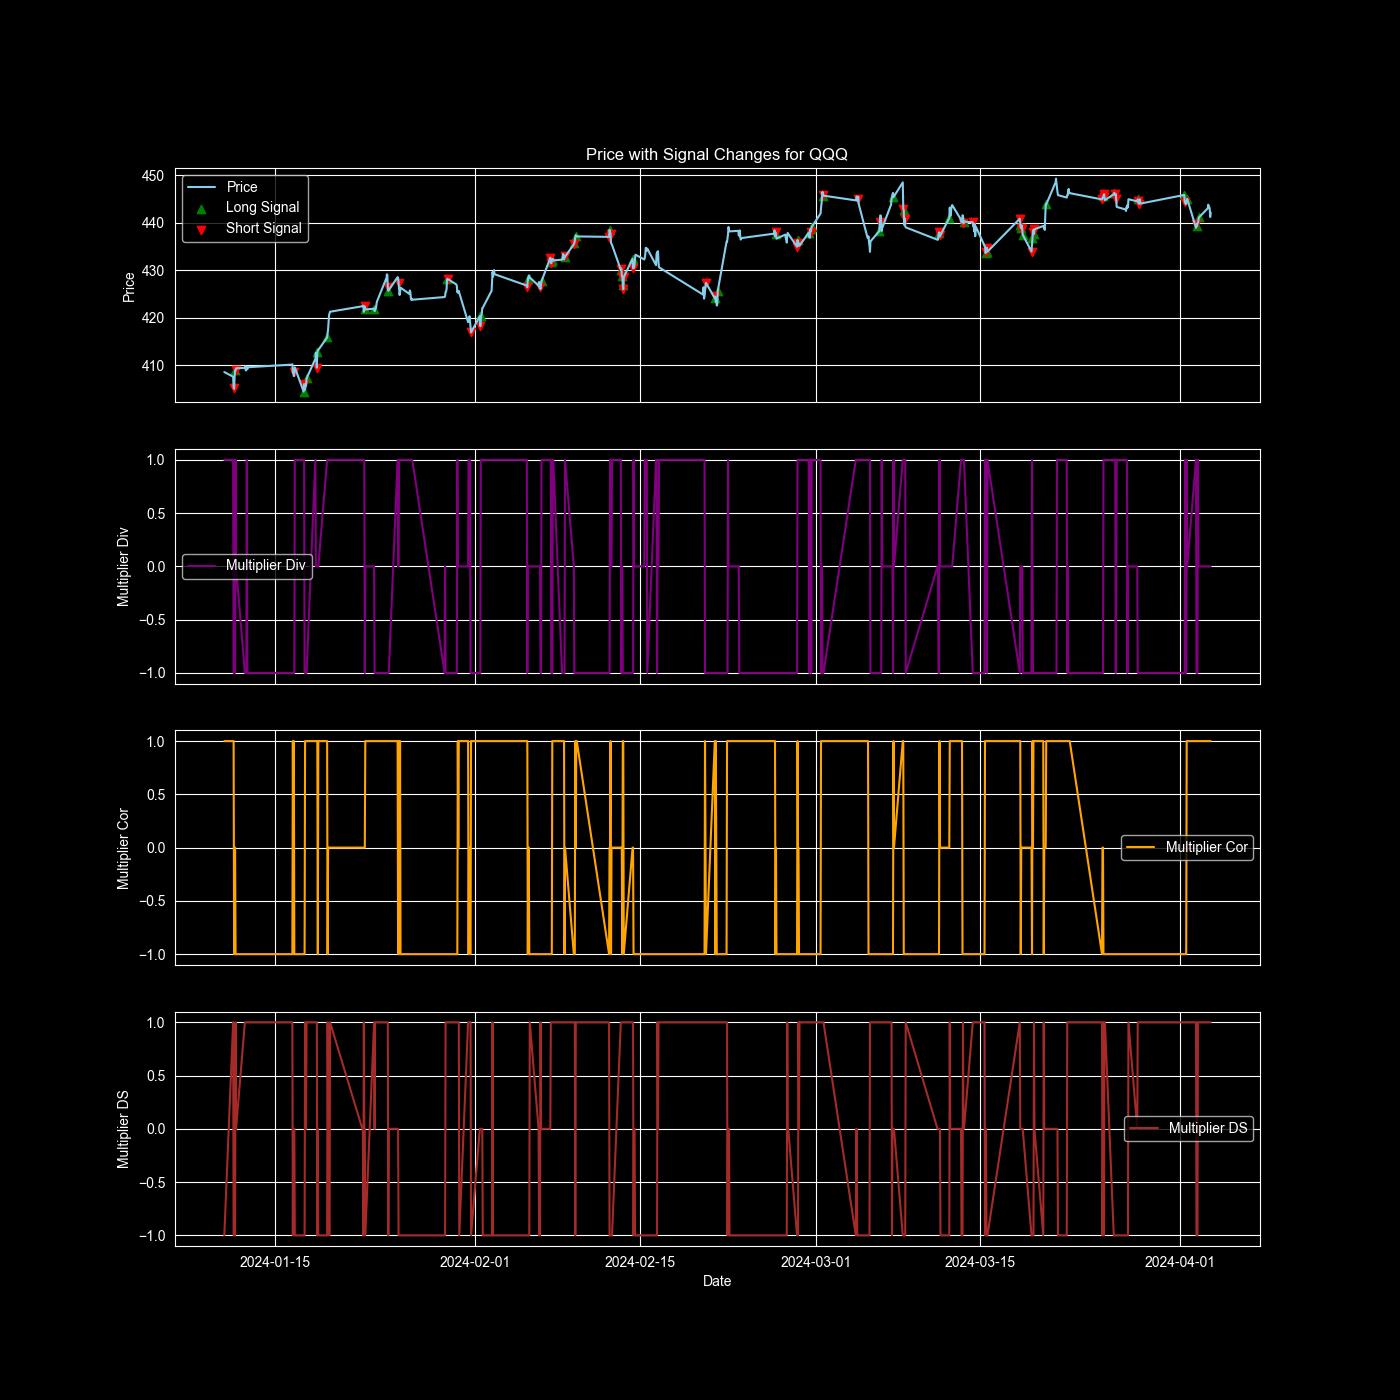 Price with Signal Changes for QQQ
Price
Long Signal
Short Signal
450
440
430
420
410
Price
1.0
0.5
0.0
−0.5
−1.0
Multiplier Div
Multiplier Div
1.0
0.5
0.0
−0.5
−1.0
Multiplier Cor
Multiplier Cor
1.0
0.5
0.0
−0.5
−1.0
Multiplier DS
Multiplier DS
2024-01-15 2024-02-01 2024-02-15 2024-03-01 2024-03-15 2024-04-01
Date